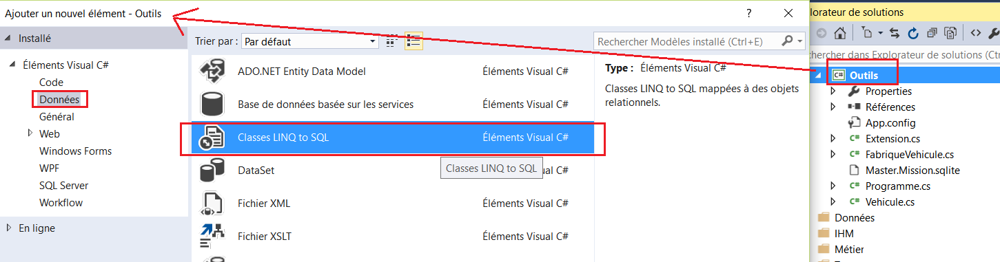 Ajouter un nouvel élément - Outils
?
Installé
Éléments Visual C#
Code
Données
Général
Web
Windows Forms
WPF
SQL Server
Workflow
En ligne
Trier par : Par défaut
Rechercher Modèles installé (Ctrl+E)
ADO.NET Entity Data Model Éléments Visual C#
Base de données basée sur les services Éléments Visual C#
Classes LINQ to SQL Éléments Visual C#
DataSet Visual C#
Classes LINQ to SQL
Fichier XML Éléments Visual C#
Fichier XSLT Éléments Visual C#
Type : Éléments Visual C#
Classes LINQ to SQL mappées à des objets
relationnels.
lorateur de solutions
chercher dans Explorateur de solutions (Ctr
C# Outils
Properties
Références
App.config
C# Extension.cs
C# FabriqueVehicule.cs
Master.Mission.sqlite
C# Programme.cs
C# Vehicule.cs
Données
IHM
Métier